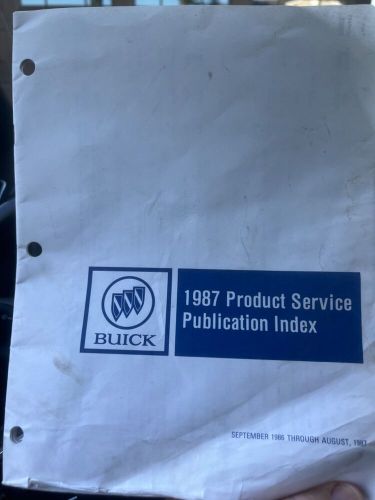 1987 Product Service
Publication Index
BUICK
SEPTEMBER 1986 THROUGH AUGUST, 1987